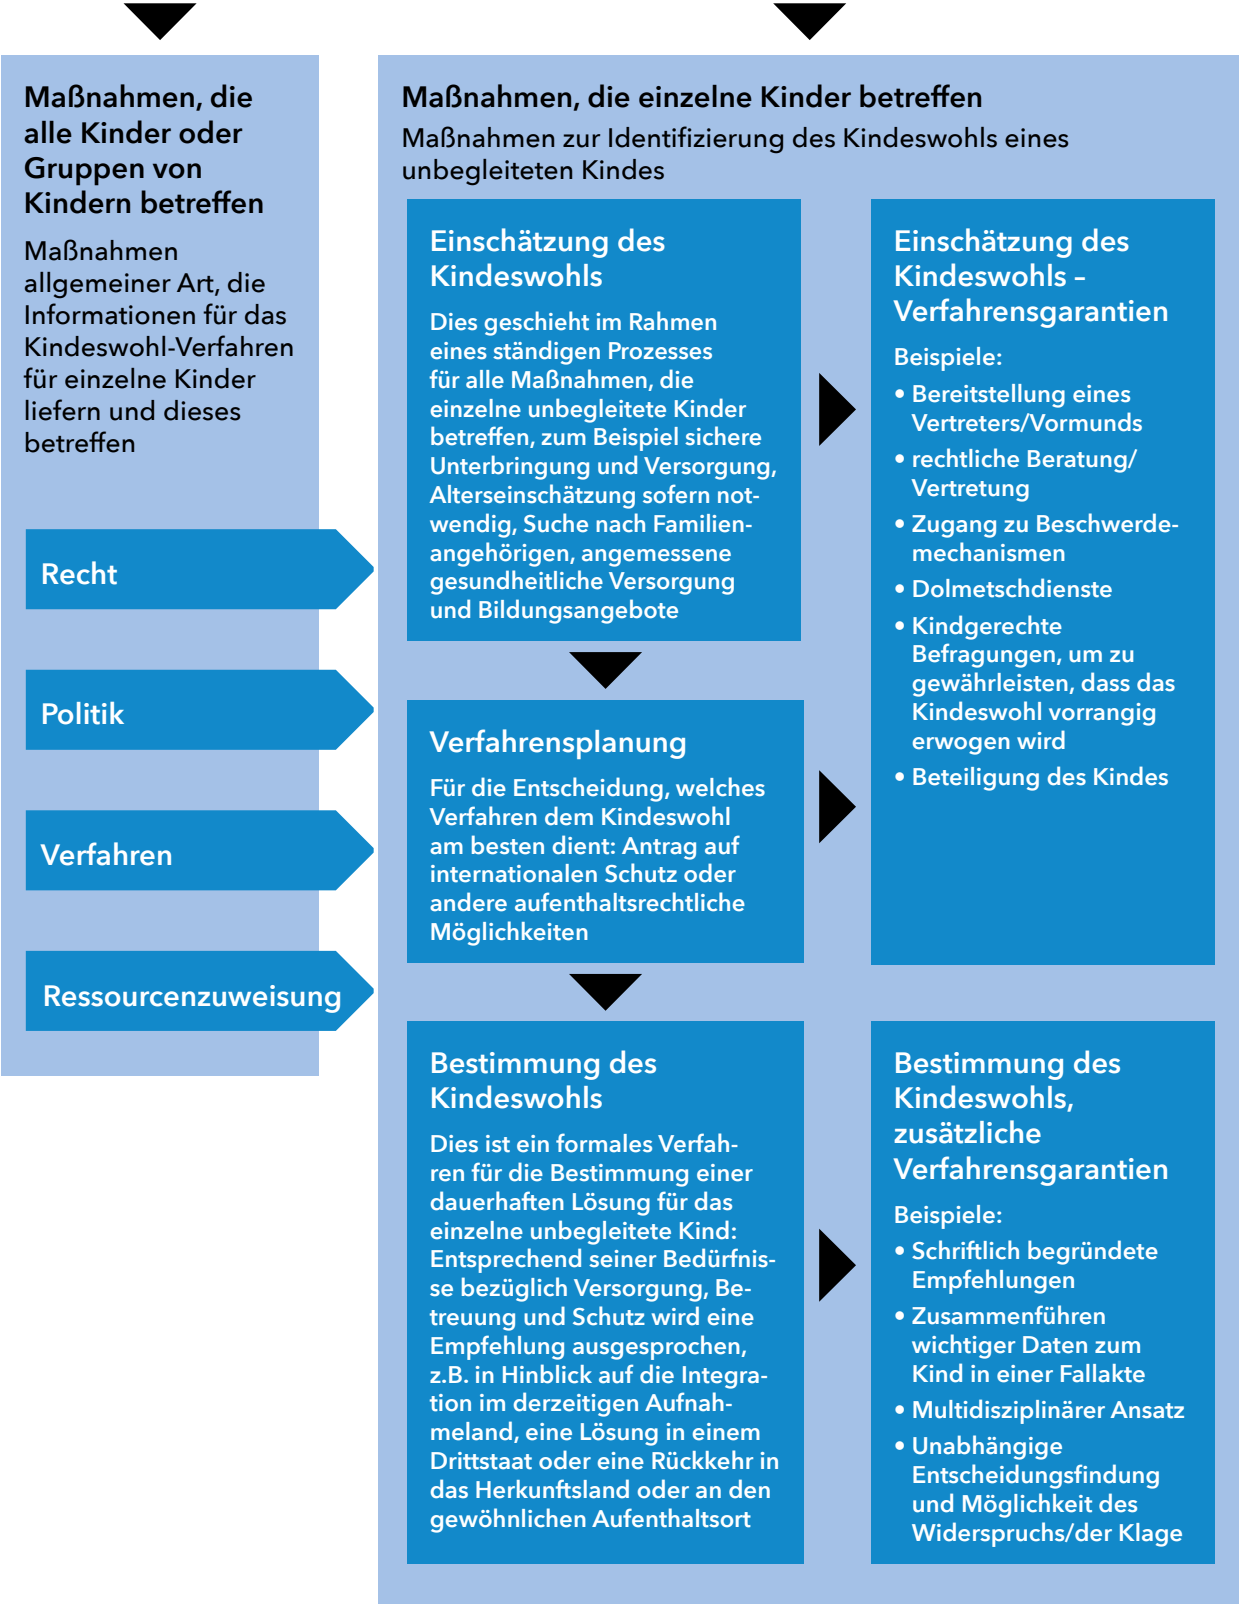 Maßnahmen, die
alle Kinder oder
Gruppen von
Kindern betreffen
Maßnahmen
allgemeiner Art, die
Informationen für das
Kindeswohl-Verfahren
für einzelne Kinder
liefern und dieses
betreffen
Recht
Politik
Verfahren
Ressourcenzuweisung
Maßnahmen, die einzelne Kinder betreffen
Maßnahmen zur Identifizierung des Kindeswohls eines
unbegleiteten Kindes
Einschätzung des
Kindeswohls
Dies geschieht im Rahmen
eines ständigen Prozesses
für alle Maßnahmen, die
einzelne unbegleitete Kinder
betreffen, zum Beispiel sichere
Unterbringung und Versorgung,
Alterseinschätzung sofern not-
wendig, Suche nach Familien-
angehörigen, angemessene
gesundheitliche Versorgung
und Bildungsangebote
Einschätzung des
Kindeswohls –
Verfahrensgarantien
Beispiele:
• Bereitstellung eines
Vertreters/Vormunds
• rechtliche Beratung/
Vertretung
• Zugang zu Beschwerde-
mechanismen
• Dolmetschdienste
• Kindgerechte
Befragungen, um zu
gewährleisten, dass das
Kindeswohl vorrangig
erwogen wird
• Beteiligung des Kindes
Verfahrensplanung
Für die Entscheidung, welches
Verfahren dem Kindeswohl
am besten dient: Antrag auf
internationalen Schutz oder
andere aufenthaltsrechtliche
Möglichkeiten
Bestimmung des
Kindeswohls
Dies ist ein formales Verfah-
ren für die Bestimmung einer
dauerhaften Lösung für das
einzelne unbegleitete Kind:
Entsprechend seiner Bedürfnis-
se bezüglich Versorgung, Be-
treuung und Schutz wird eine
Empfehlung ausgesprochen,
z.B. in Hinblick auf die Integra-
tion im derzeitigen Aufnah-
meland, eine Lösung in einem
Drittstaat oder eine Rückkehr in
das Herkunftsland oder an den
gewöhnlichen Aufenthaltsort
Bestimmung des
Kindeswohls,
zusätzliche
Verfahrensgarantien
Beispiele:
• Schriftlich begründete
Empfehlungen
• Zusammenführen
wichtiger Daten zum
Kind in einer Fallakte
• Multidisziplinärer Ansatz
• Unabhängige
Entscheidungsfindung
und Möglichkeit des
Widerspruchs/der Klage